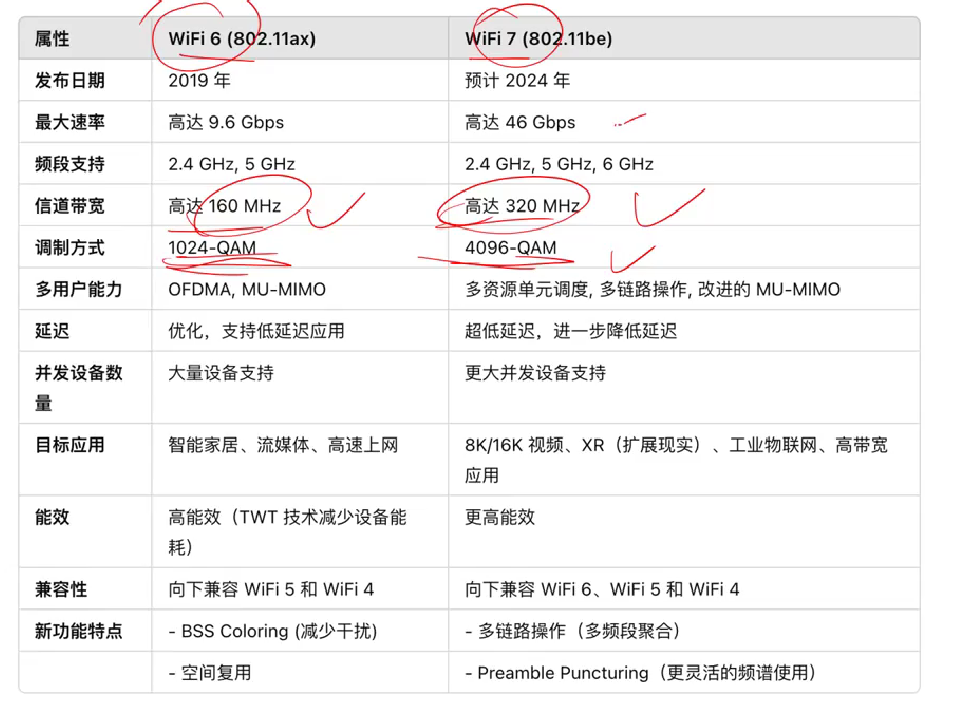 属性 WiFi 6 (802.11ax) WiFi 7 (802.11be)
发布日期 2019 年 预计 2024 年
最大速率 高达 9.6 Gbps 高达 46 Gbps
频段支持 2.4 GHz, 5 GHz 2.4 GHz, 5 GHz, 6 GHz
信道带宽 高达 160 MHz 高达 320 MHz
调制方式 1024-QAM 4096-QAM
多用户能力 OFDMA, MU-MIMO 多资源单元调度, 多链路操作, 改进的 MU-MIMO
延迟 优化，支持低延迟应用 超低延迟，进一步降低延迟
并发设备数 大量设备支持 更大并发设备支持
量
目标应用 智能家居、流媒体、高速上网 8K/16K 视频、XR（扩展现实）、工业物联网、高带宽
应用
能效 高能效（TWT 技术减少设备能 更高能效
耗）
兼容性 向下兼容 WiFi 5 和 WiFi 4 向下兼容 WiFi 6、WiFi 5 和 WiFi 4
新功能特点 - BSS Coloring (减少干扰) - 多链路操作（多频段聚合）
- 空间复用 - Preamble Puncturing（更灵活的频谱使用）